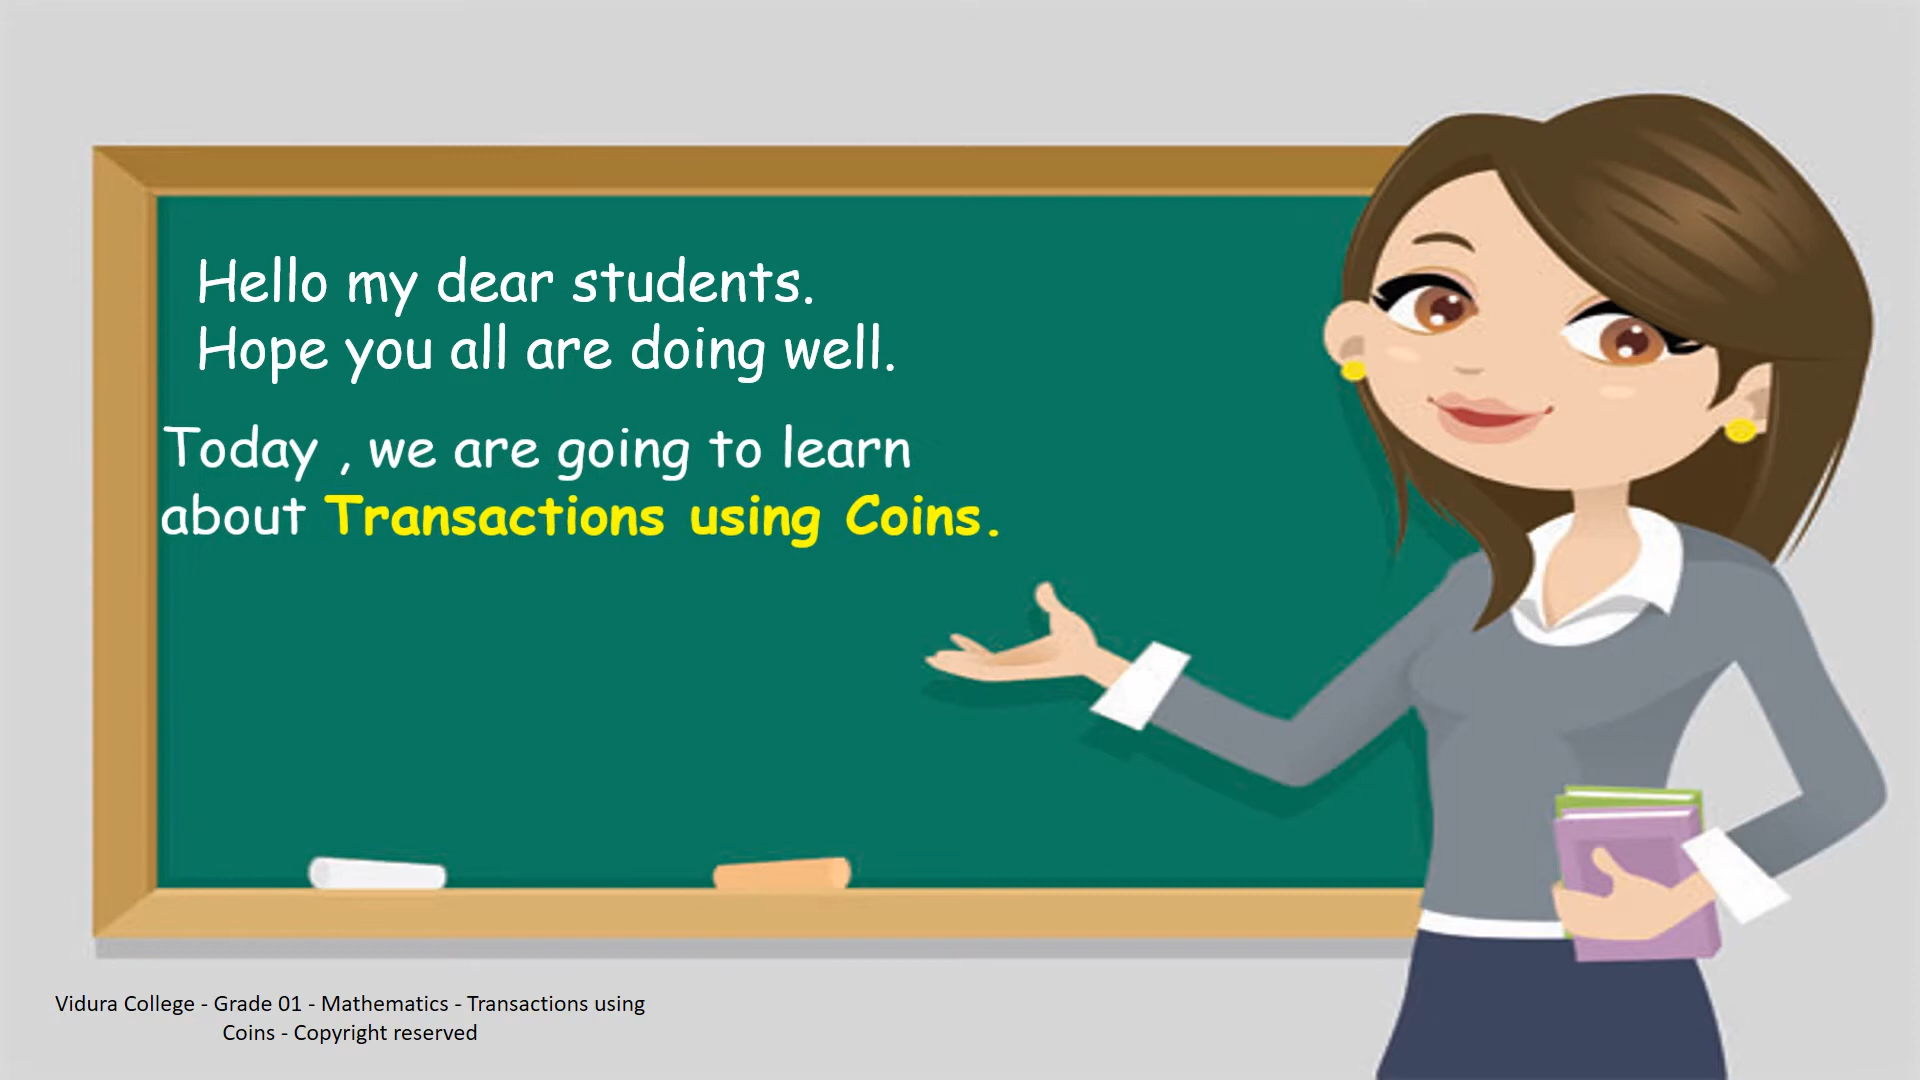 Hello my dear students.
Hope you all are doing well.
Today , we are going to learn
about Transactions using Coins.
Vidura College - Grade 01 - Mathematics - Transactions using
Coins - Copyright reserved